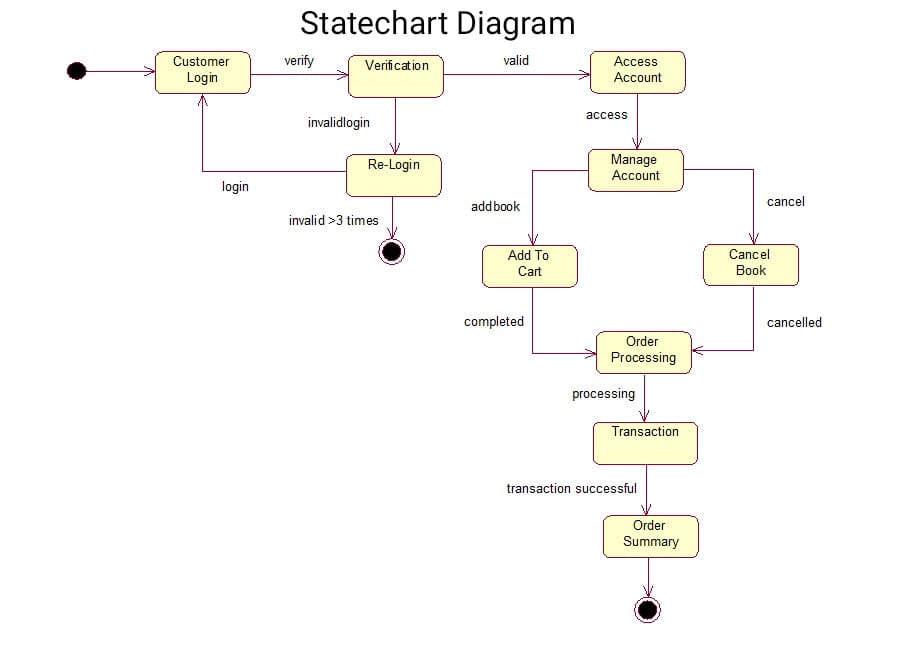 Statechart Diagram
Customer
Login
verify
Verification
valid
Access
Account
invalidlogin
access
Re-Login
Manage
Account
login
invalid >3 times
addbook
cancel
Add To
Cart
Cancel
Book
completed
cancelled
Order
Processing
processing
Transaction
transaction successful
Order
Summary